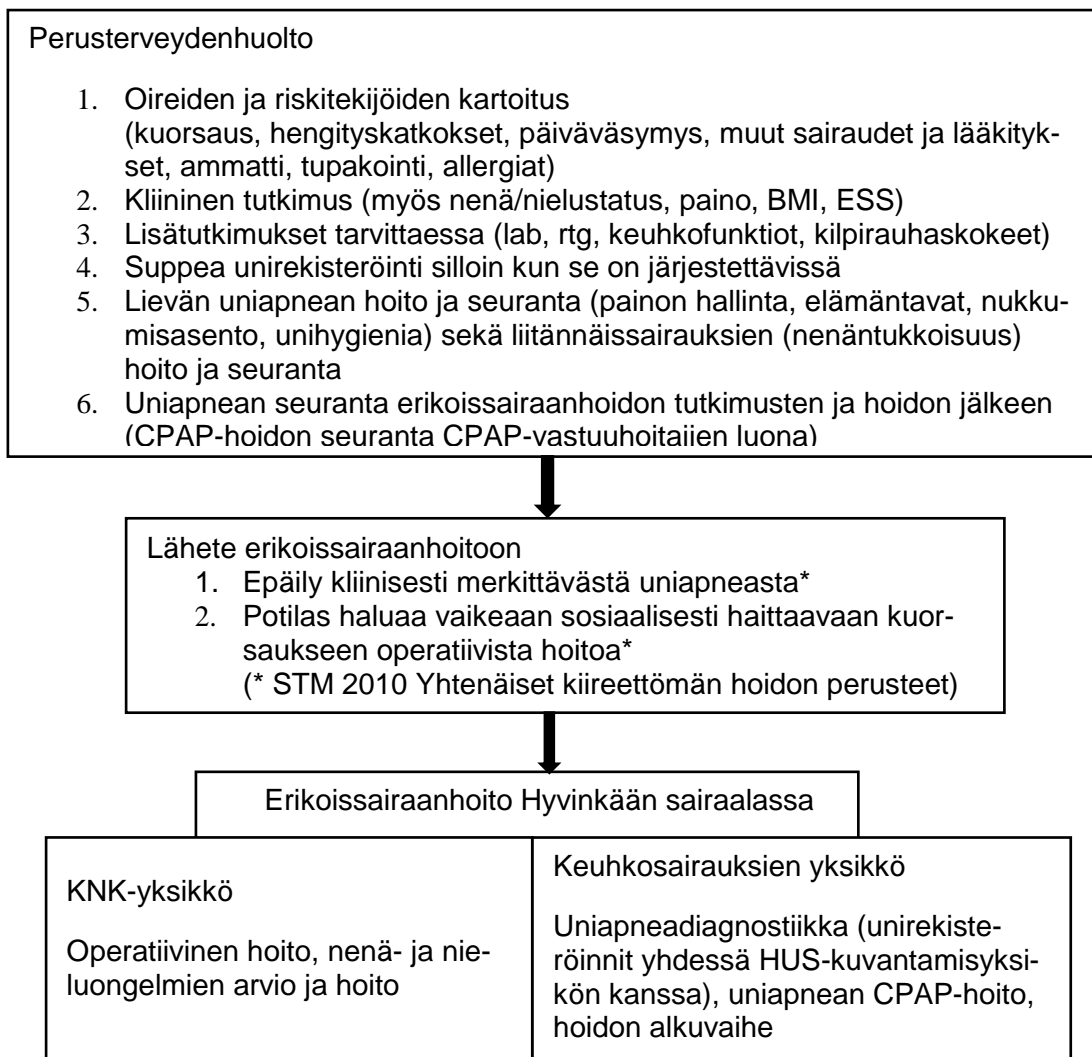 Perusterveydenhuolto
1. Oireiden ja riskitekijöiden kartoitus
(kuorsaus, hengityskatkokset, päiväväsymys, muut sairaudet ja lääkityk-
set, ammatti, tupakointi, allergiat)
2. Kliininen tutkimus (myös nenä/nielustatus, paino, BMI, ESS)
3. Lisätutkimukset tarvittaessa (lab, rtg, keuhkofunktiot, kilpirauhaskokeet)
4. Suppea unirekisteröinti silloin kun se on järjestettävissä
5. Lievän uniapnean hoito ja seuranta (painon hallinta, elämäntavat, nukku-
misasento, unihygienia) sekä liitännäissairauksien (nenäntukkoisuus)
hoito ja seuranta
6. Uniapnean seuranta erikoissairaanhoidon tutkimusten ja hoidon jälkeen
(CPAP-hoidon seuranta CPAP-vastuuhoitajien luona)
Lähete erikoissairaanhoitoon
1. Epäily kliinisesti merkittävästä uniapneasta*
2. Potilas haluaa vaikeaan sosiaalisesti haittaavaan kuor-
saukseen operatiivista hoitoa*
(* STM 2010 Yhtenäiset kiireettömän hoidon perusteet)
Erikoissairaanhoito Hyvinkään sairaalassa
KNK-yksikkö
Operatiivinen hoito, nenä- ja nie-
luongelmien arvio ja hoito
Keuhkosairauksien yksikkö
Uniapneadiagnostiikka (unirekiste-
röinnit yhdessä HUS-kuvantamisyksi-
kön kanssa), uniapnean CPAP-hoito,
hoidon alkuvaihe